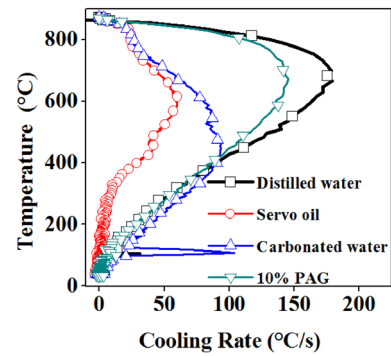 800
600
400
200
0
Temperature (°C)
Distilled water
Servo oil
Carbonated water
10% PAG
0 50 100 150 200
Cooling Rate (°C/s)